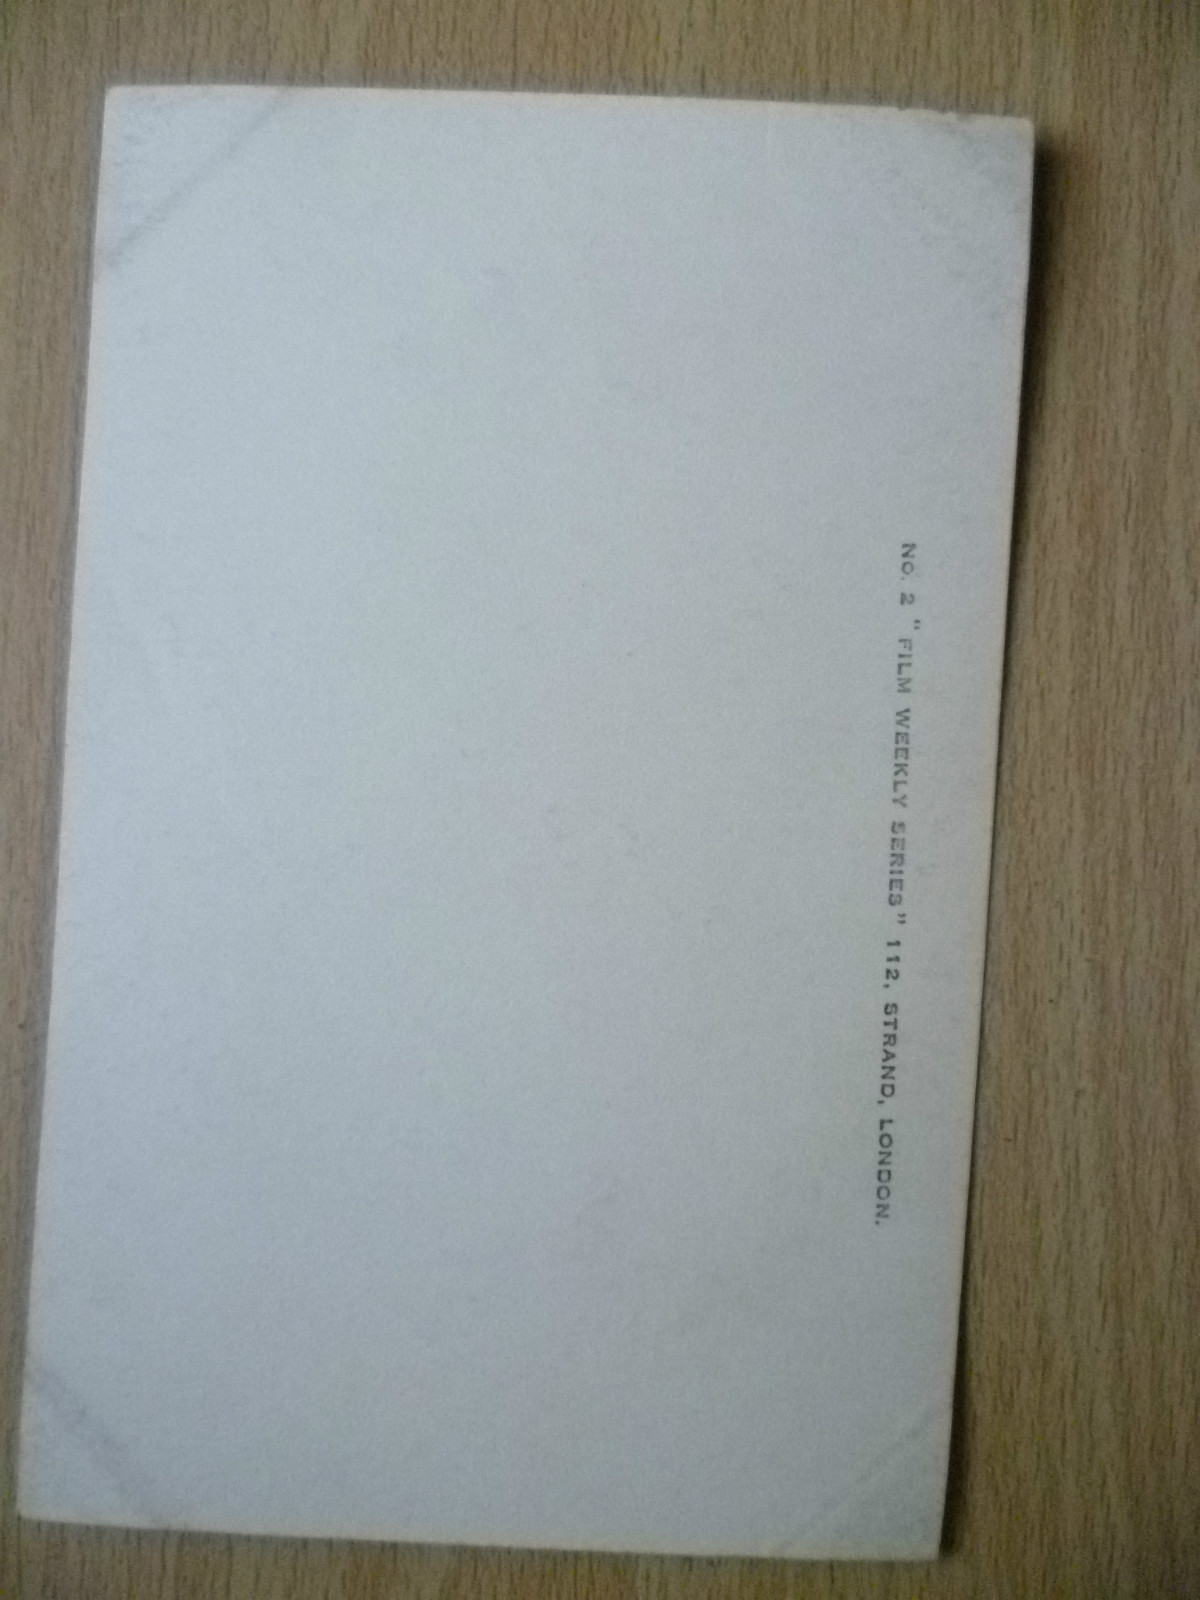 No. 2 “ FILM WEEKLY SERIES” 112, STRAND, LONDON.